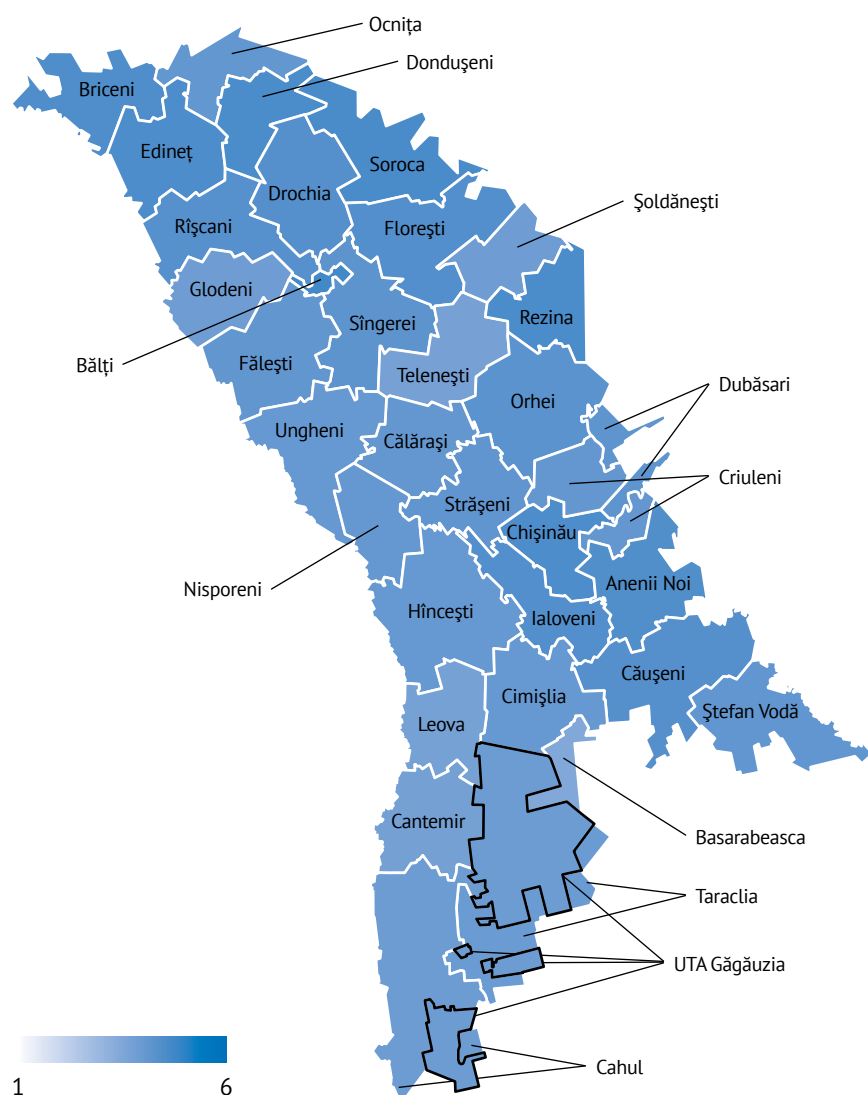 Ocnița
Dondușeni
Briceni
Edineț
Soroca
Drochia
Șoldănești
Rîșcani
Florești
Glodeni
Rezina
Sîngerei
Bălți
Fălești
Telenești
Dubăsari
Orhei
Ungheni
Călărași
Criuleni
Strășeni
Chișinău
Nisporeni
Anenii Noi
Hîncești
Ialoveni
Căușeni
Cimișlia
Ștefan Vodă
Leova
Cantemir
Basarabeasca
Taraclia
UTA Găgăuzia
Cahul
1
6